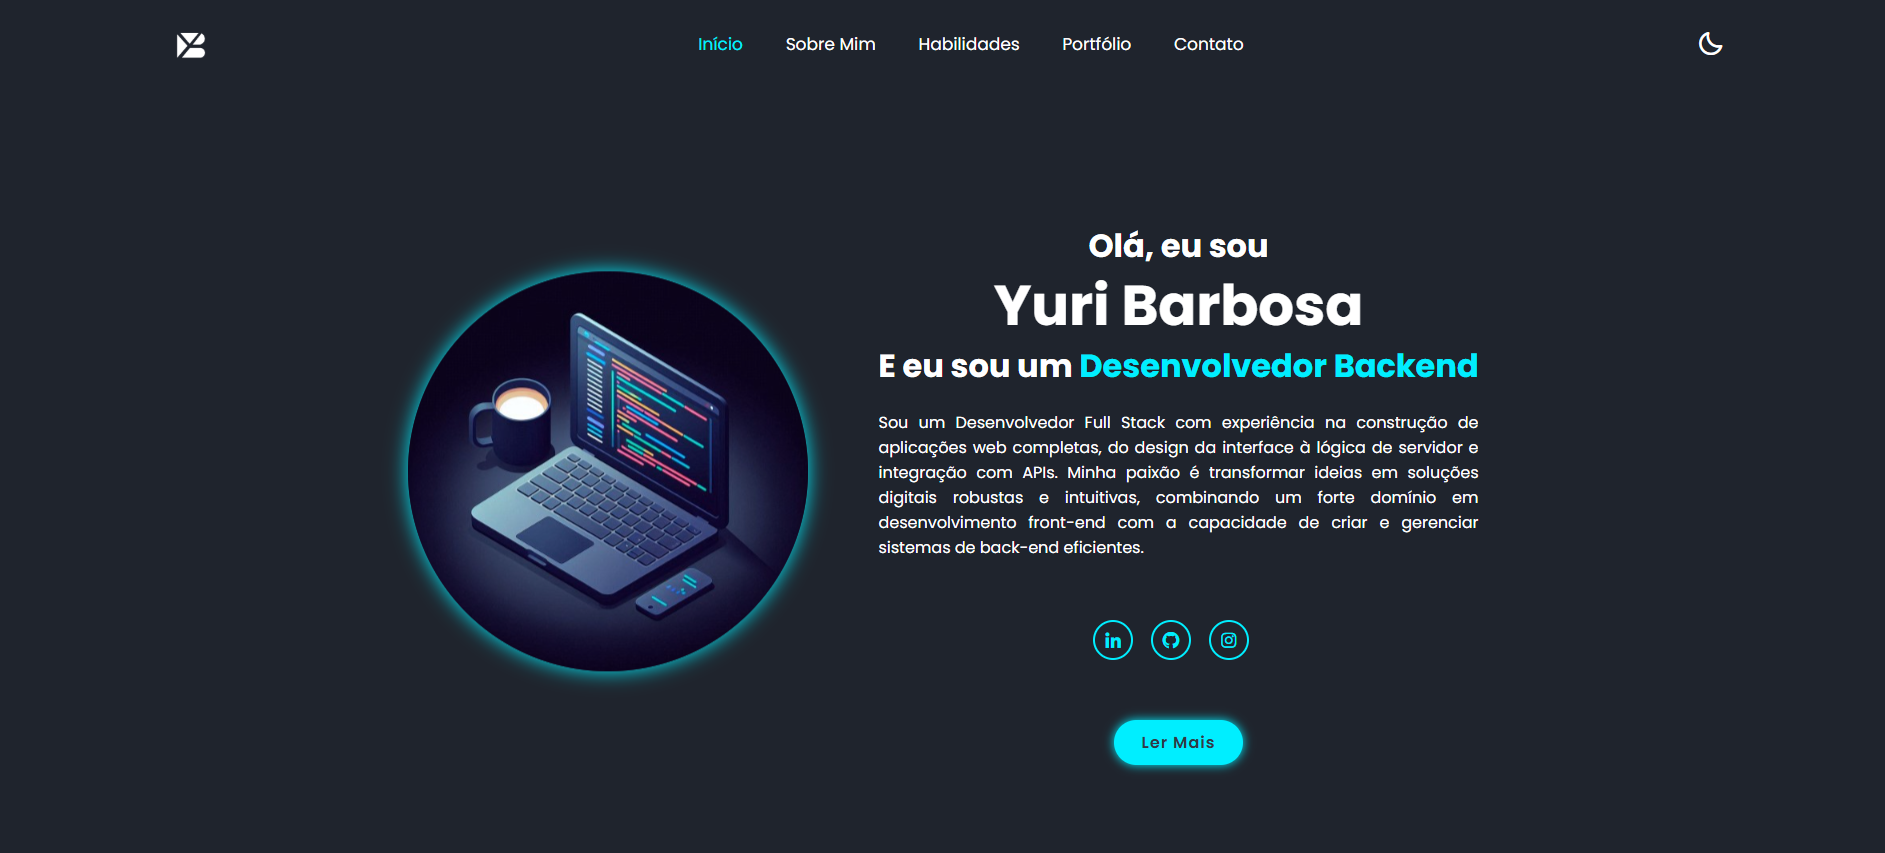 Início Sobre Mim Habilidades Portfólio Contato
Olá, eu sou
Yuri Barbosa
E eu sou um Desenvolvedor Backend
Sou um Desenvolvedor Full Stack com experiência na construção de
aplicações web completas, do design da interface à lógica de servidor e
integração com APIs. Minha paixão é transformar ideias em soluções
digitais robustas e intuitivas, combinando um forte domínio em
desenvolvimento front-end com a capacidade de criar e gerenciar
sistemas de back-end eficientes.
Ler Mais